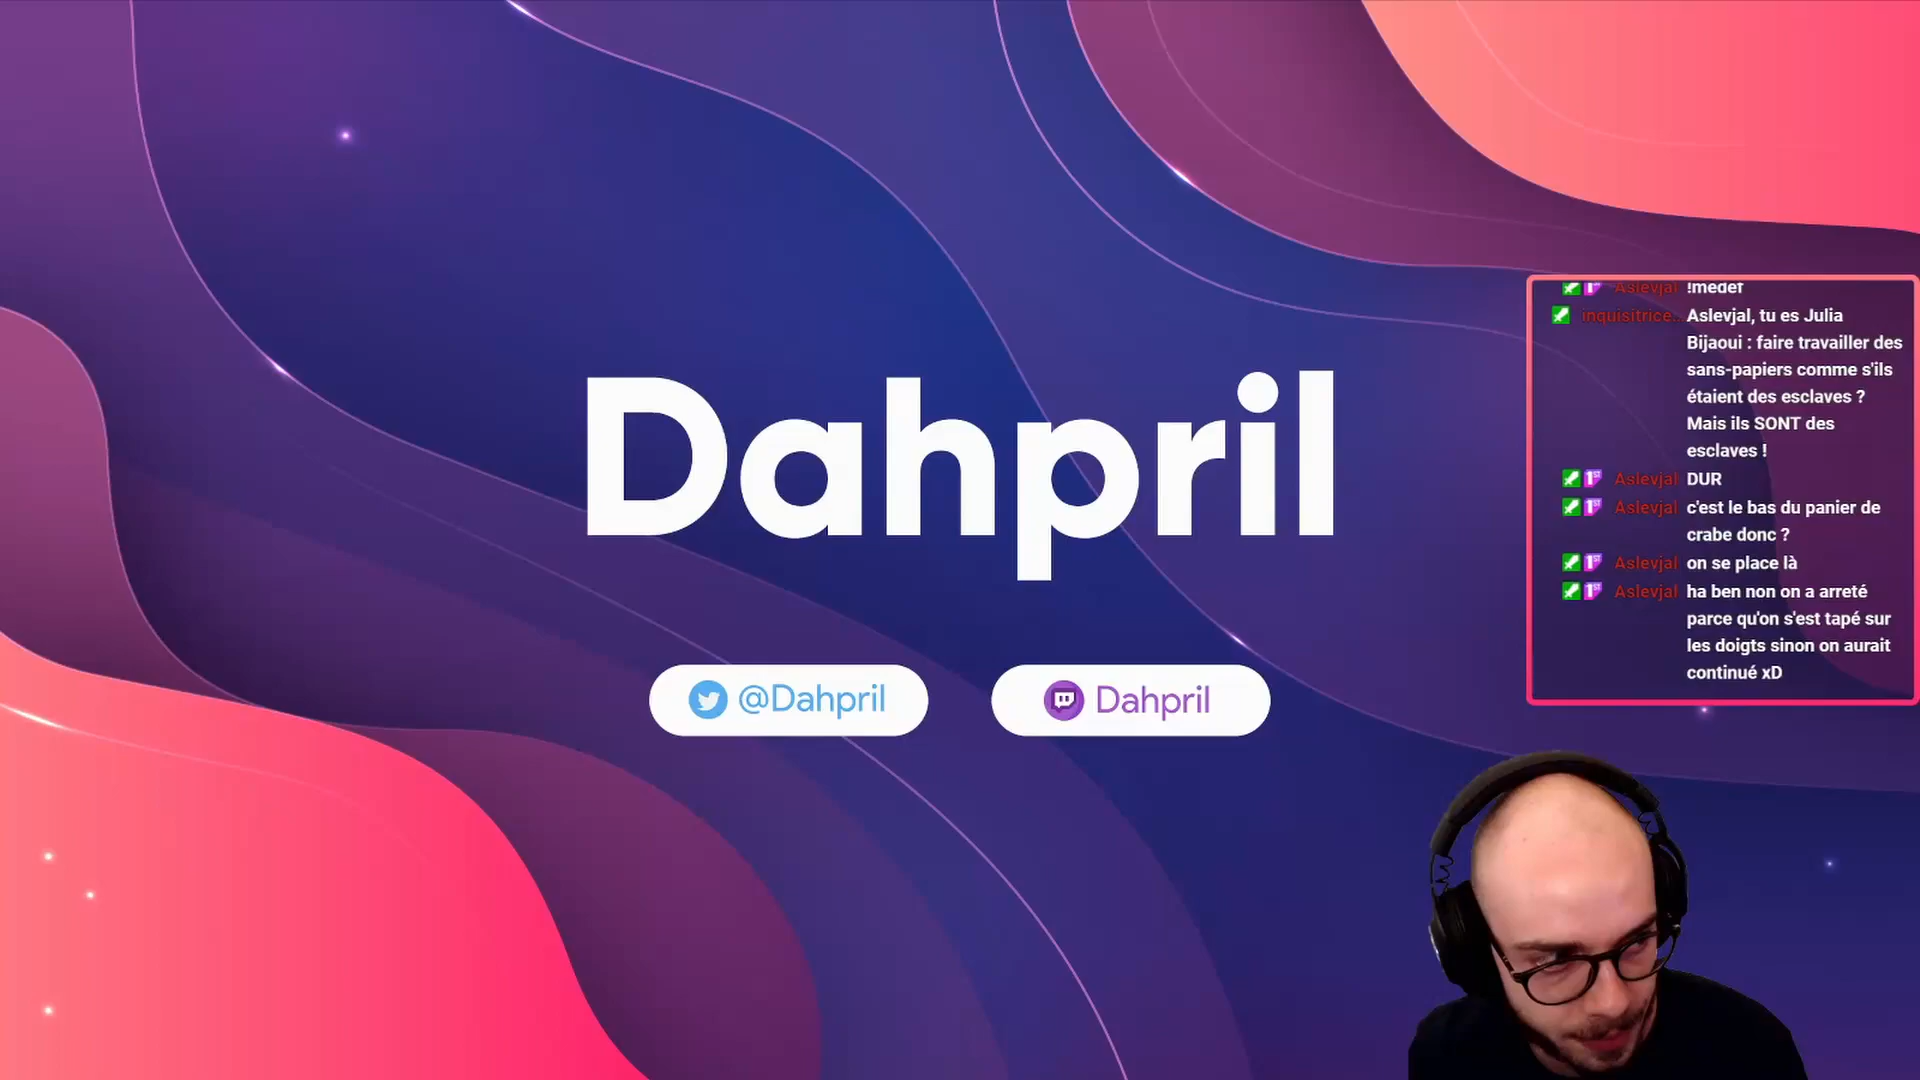 Dahpril
@Dahpril
Dahpril
Aslevjal !medef
inquisitrice... Aslevjal, tu es Julia
Bijaoui : faire travailler des
sans-papiers comme s'ils
étaient des esclaves ?
Mais ils SONT des
esclaves !
Aslevjal DUR
Aslevjal c'est le bas du panier de
crabe donc ?
Aslevjal on se place là
Aslevjal ha ben non on a arreté
parce qu'on s'est tapé sur
les doigts sinon on aurait
continué xD